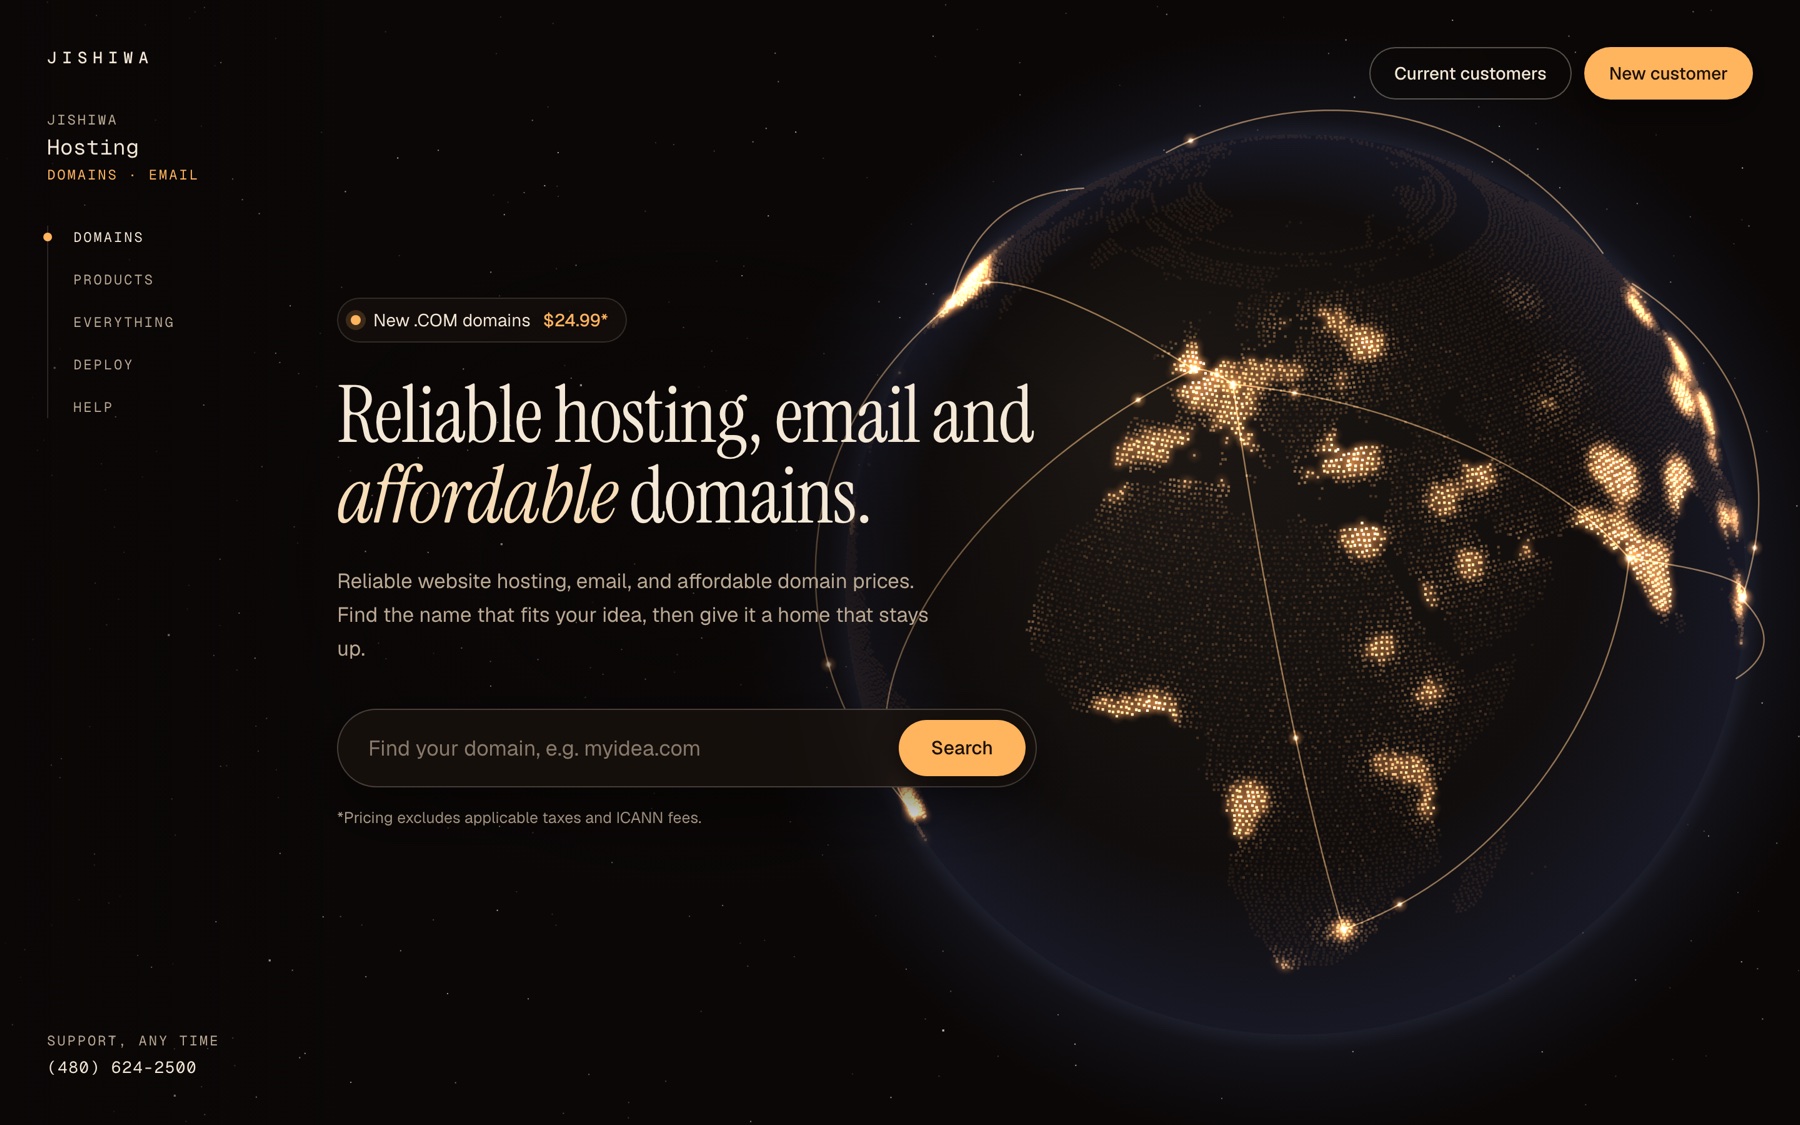 JISHIWA
Current customers
New customer
JISHIWA
Hosting
DOMAINS · EMAIL
DOMAINS
PRODUCTS
EVERYTHING
DEPLOY
HELP
New .COM domains $24.99*
Reliable hosting, email and
affordable domains.
Reliable website hosting, email, and affordable domain prices.
Find the name that fits your idea, then give it a home that stays
up.
Find your domain, e.g. myidea.com
Search
*Pricing excludes applicable taxes and ICANN fees.
SUPPORT, ANY TIME
(480) 624-2500